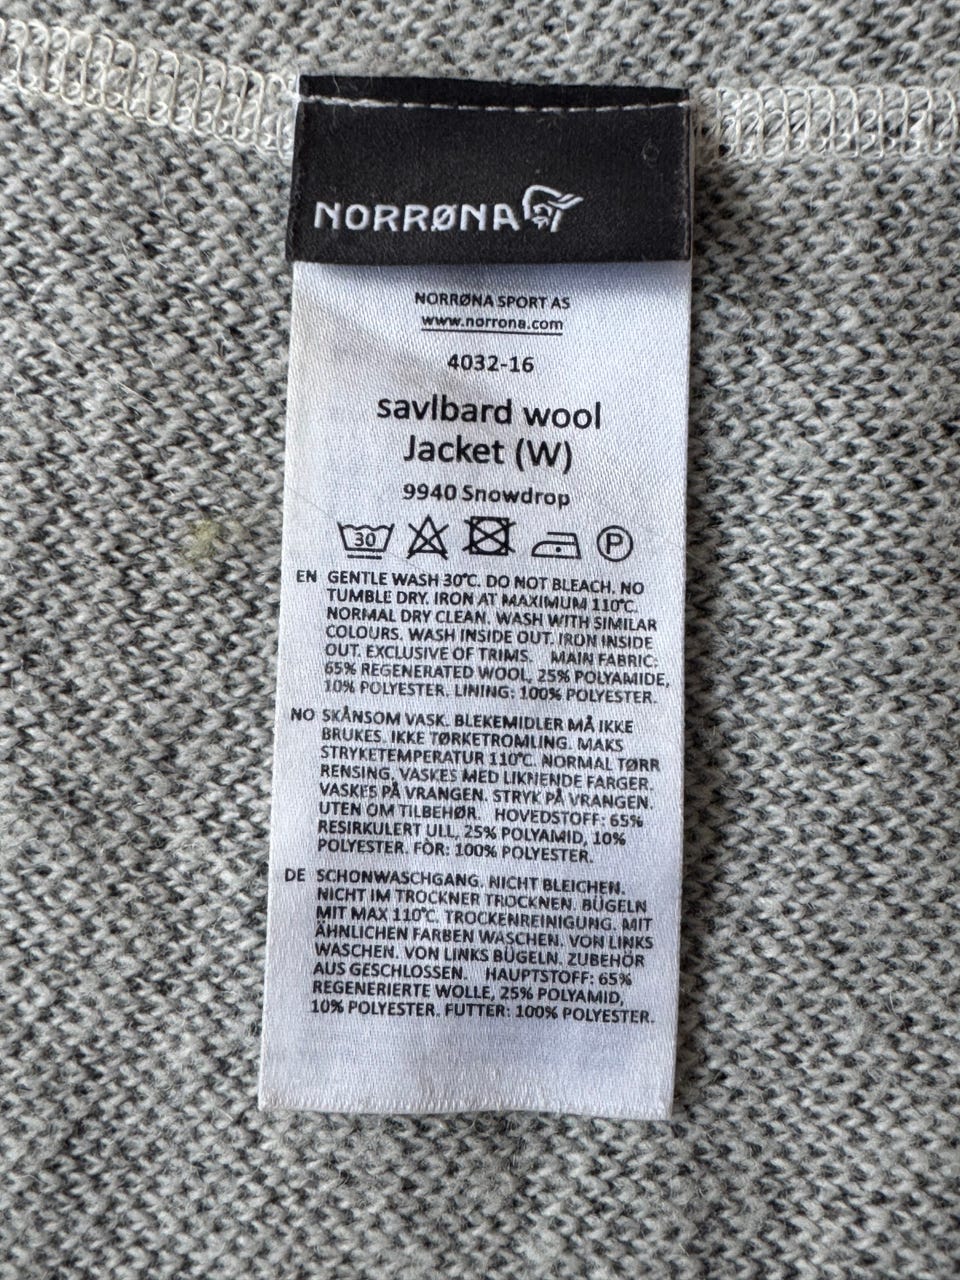 NORRØNA
NORRØNA SPORT AS
www.norrona.com
4032-16
savlbard wool
Jacket (W)
9940 Snowdrop
30 P
EN GENTLE WASH 30°C. DO NOT BLEACH. NO
TUMBLE DRY. IRON AT MAXIMUM 110°C.
NORMAL DRY CLEAN. WASH WITH SIMILAR
COLOURS. WASH INSIDE OUT. IRON INSIDE
OUT. EXCLUSIVE OF TRIMS. MAIN FABRIC:
65% REGENERATED WOOL, 25% POLYAMIDE,
10% POLYESTER. LINING: 100% POLYESTER.
NO SKÅNSOM VASK. BLEKEMIDLER MÅ IKKE
BRUKES. IKKE TØRKETROMLING. MAKS
STRYKETEMPERATUR 110°C. NORMAL TØRR
RENSING, VASKES MED LIKNENDE FARGER.
VASKES PÅ VRANGEN. STRYK PÅ VRANGEN.
UTEN OM TILBEHØR. HOVEDSTOFF: 65%
RESIRKULERT ULL, 25% POLYAMID, 10%
POLYESTER. FÒR: 100% POLYESTER.
DE SCHONWASCHGANG. NICHT BLEICHEN.
NICHT IM TROCKNER TROCKNEN. BÜGELN
MIT MAX 110°C. TROCKENREINIGUNG. MIT
ÄHNLICHEN FARBEN WASCHEN. VON LINKS
WASCHEN. VON LINKS BÜGELN. ZUBEHÖR
AUS GESCHLOSSEN. HAUPTSTOFF: 65%
REGENERIERTE WOLLE, 25% POLYAMID,
10% POLYESTER. FUTTER: 100% POLYESTER.